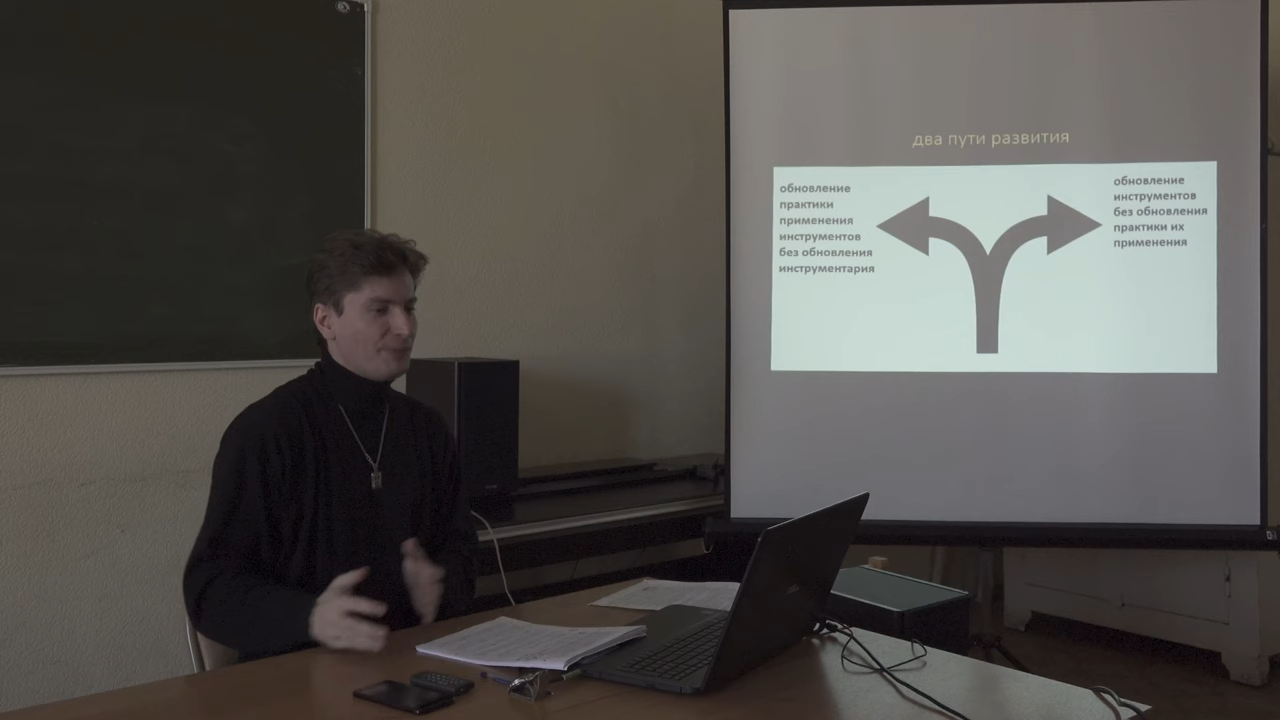 два пути развития
обновление
практики
применения
инструментов
без обновления
инструментария
обновление
инструментов
без обновления
практики их
применения